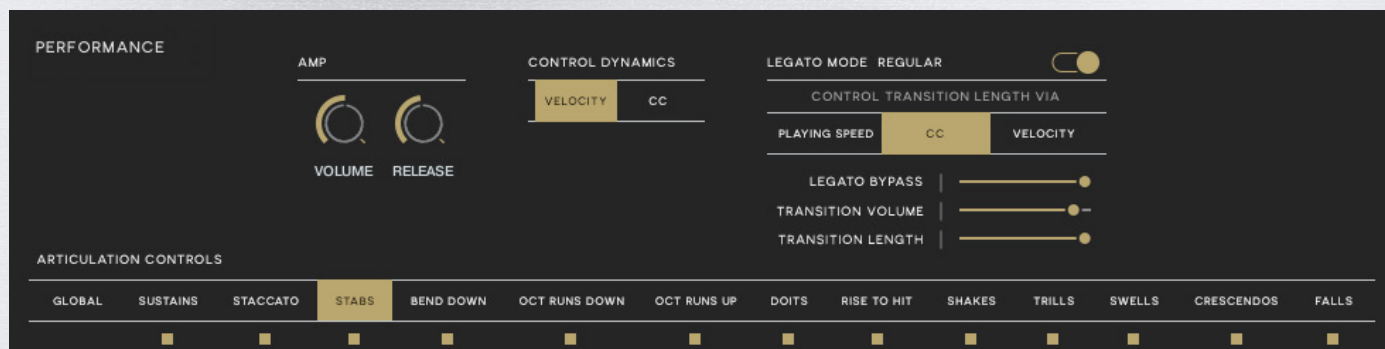 PERFORMANCE
AMP
VOLUME RELEASE
CONTROL DYNAMICS
VELOCITY CC
LEGATO MODE REGULAR
CONTROL TRANSITION LENGTH VIA
PLAYING SPEED CC VELOCITY
LEGATO BYPASS
TRANSITION VOLUME
TRANSITION LENGTH
ARTICULATION CONTROLS
GLOBAL SUSTAINS STACCATO STABS BEND DOWN OCT RUNS DOWN OCT RUNS UP DOITS RISE TO HIT SHAKES TRILLS SWELLS CRESCENDOS FALLS